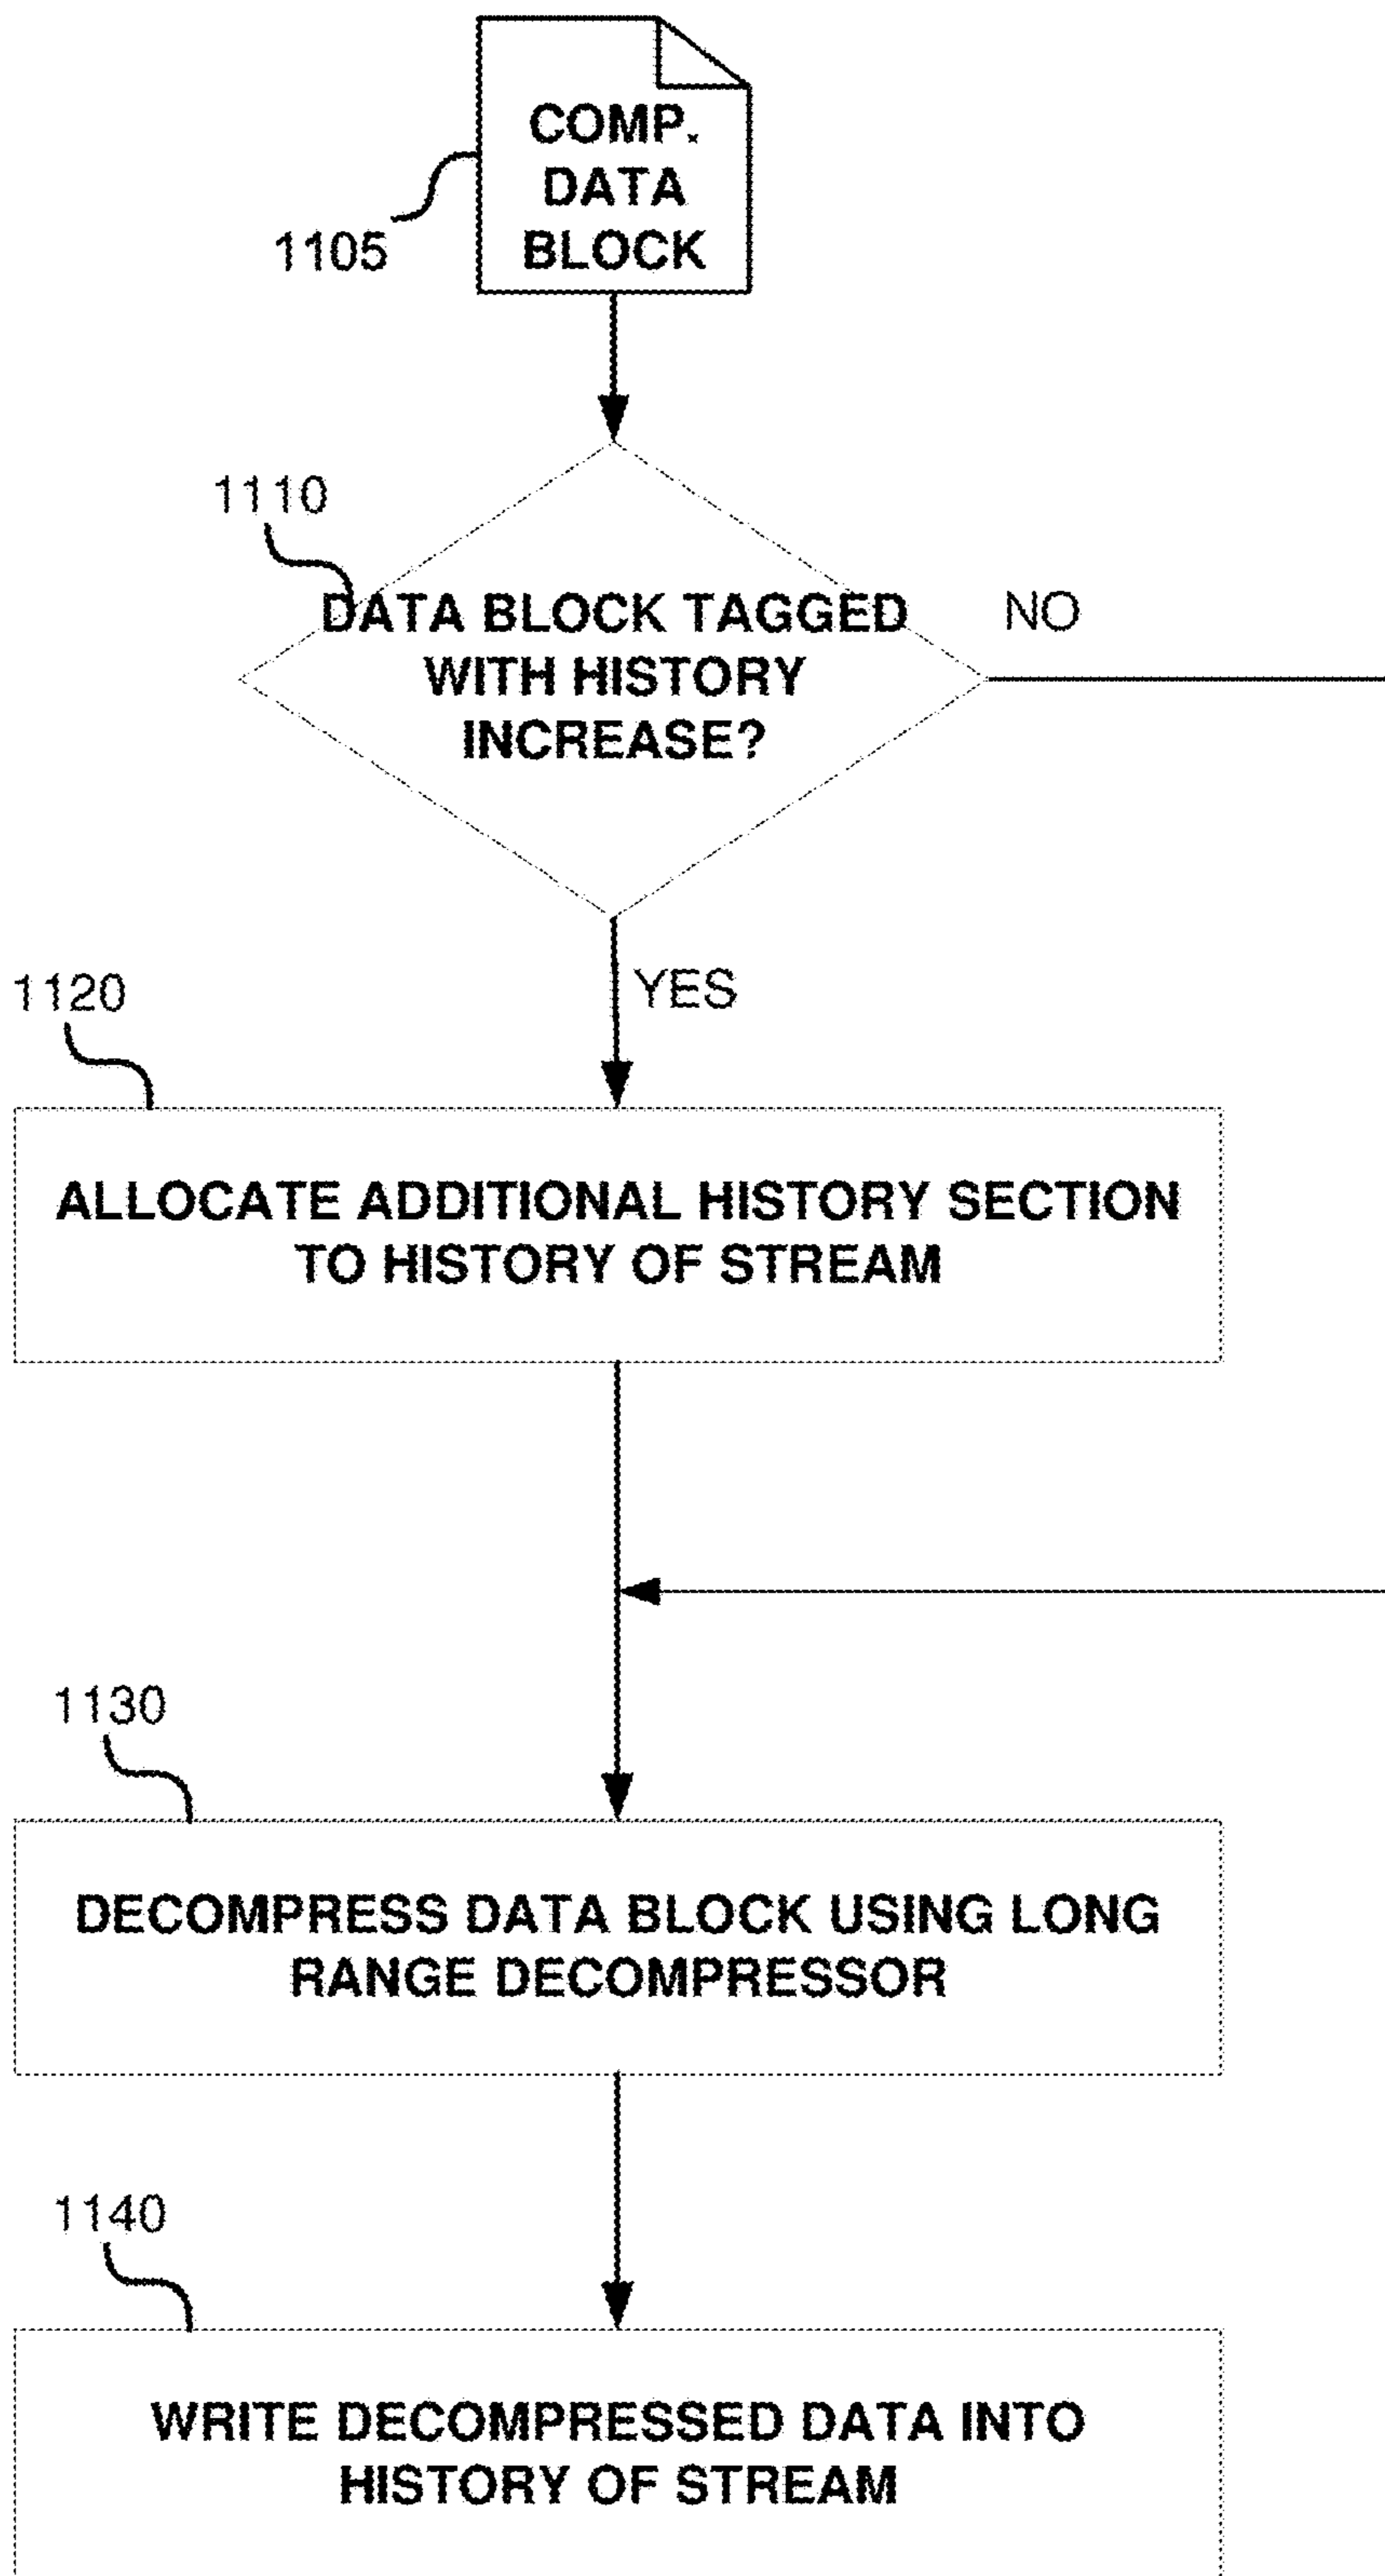 COMP.
DATA
BLOCK
1105
1110
DATA BLOCK TAGGED
WITH HISTORY
INCREASE?
NO
YES
1120
ALLOCATE ADDITIONAL HISTORY SECTION
TO HISTORY OF STREAM
1130
DECOMPRESS DATA BLOCK USING LONG
RANGE DECOMPRESSOR
1140
WRITE DECOMPRESSED DATA INTO
HISTORY OF STREAM